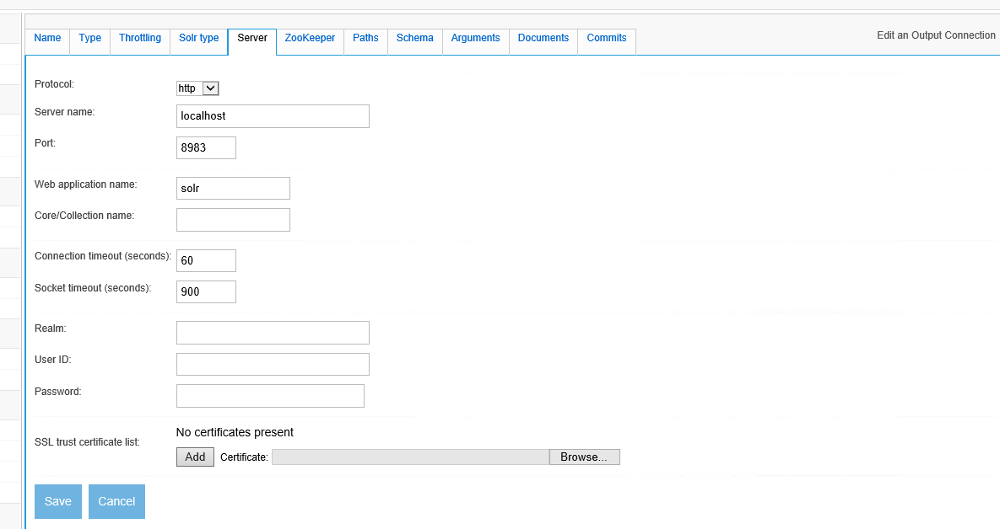 Name Type Throttling Solr type Server ZooKeeper Paths Schema Arguments Documents Commits Edit an Output Connection
Protocol: http
Server name: localhost
Port: 8983
Web application name: solr
Core/Collection name:
Connection timeout (seconds): 60
Socket timeout (seconds): 900
Realm:
User ID:
Password:
SSL trust certificate list: No certificates present
Add Certificate: Browse...
Save Cancel